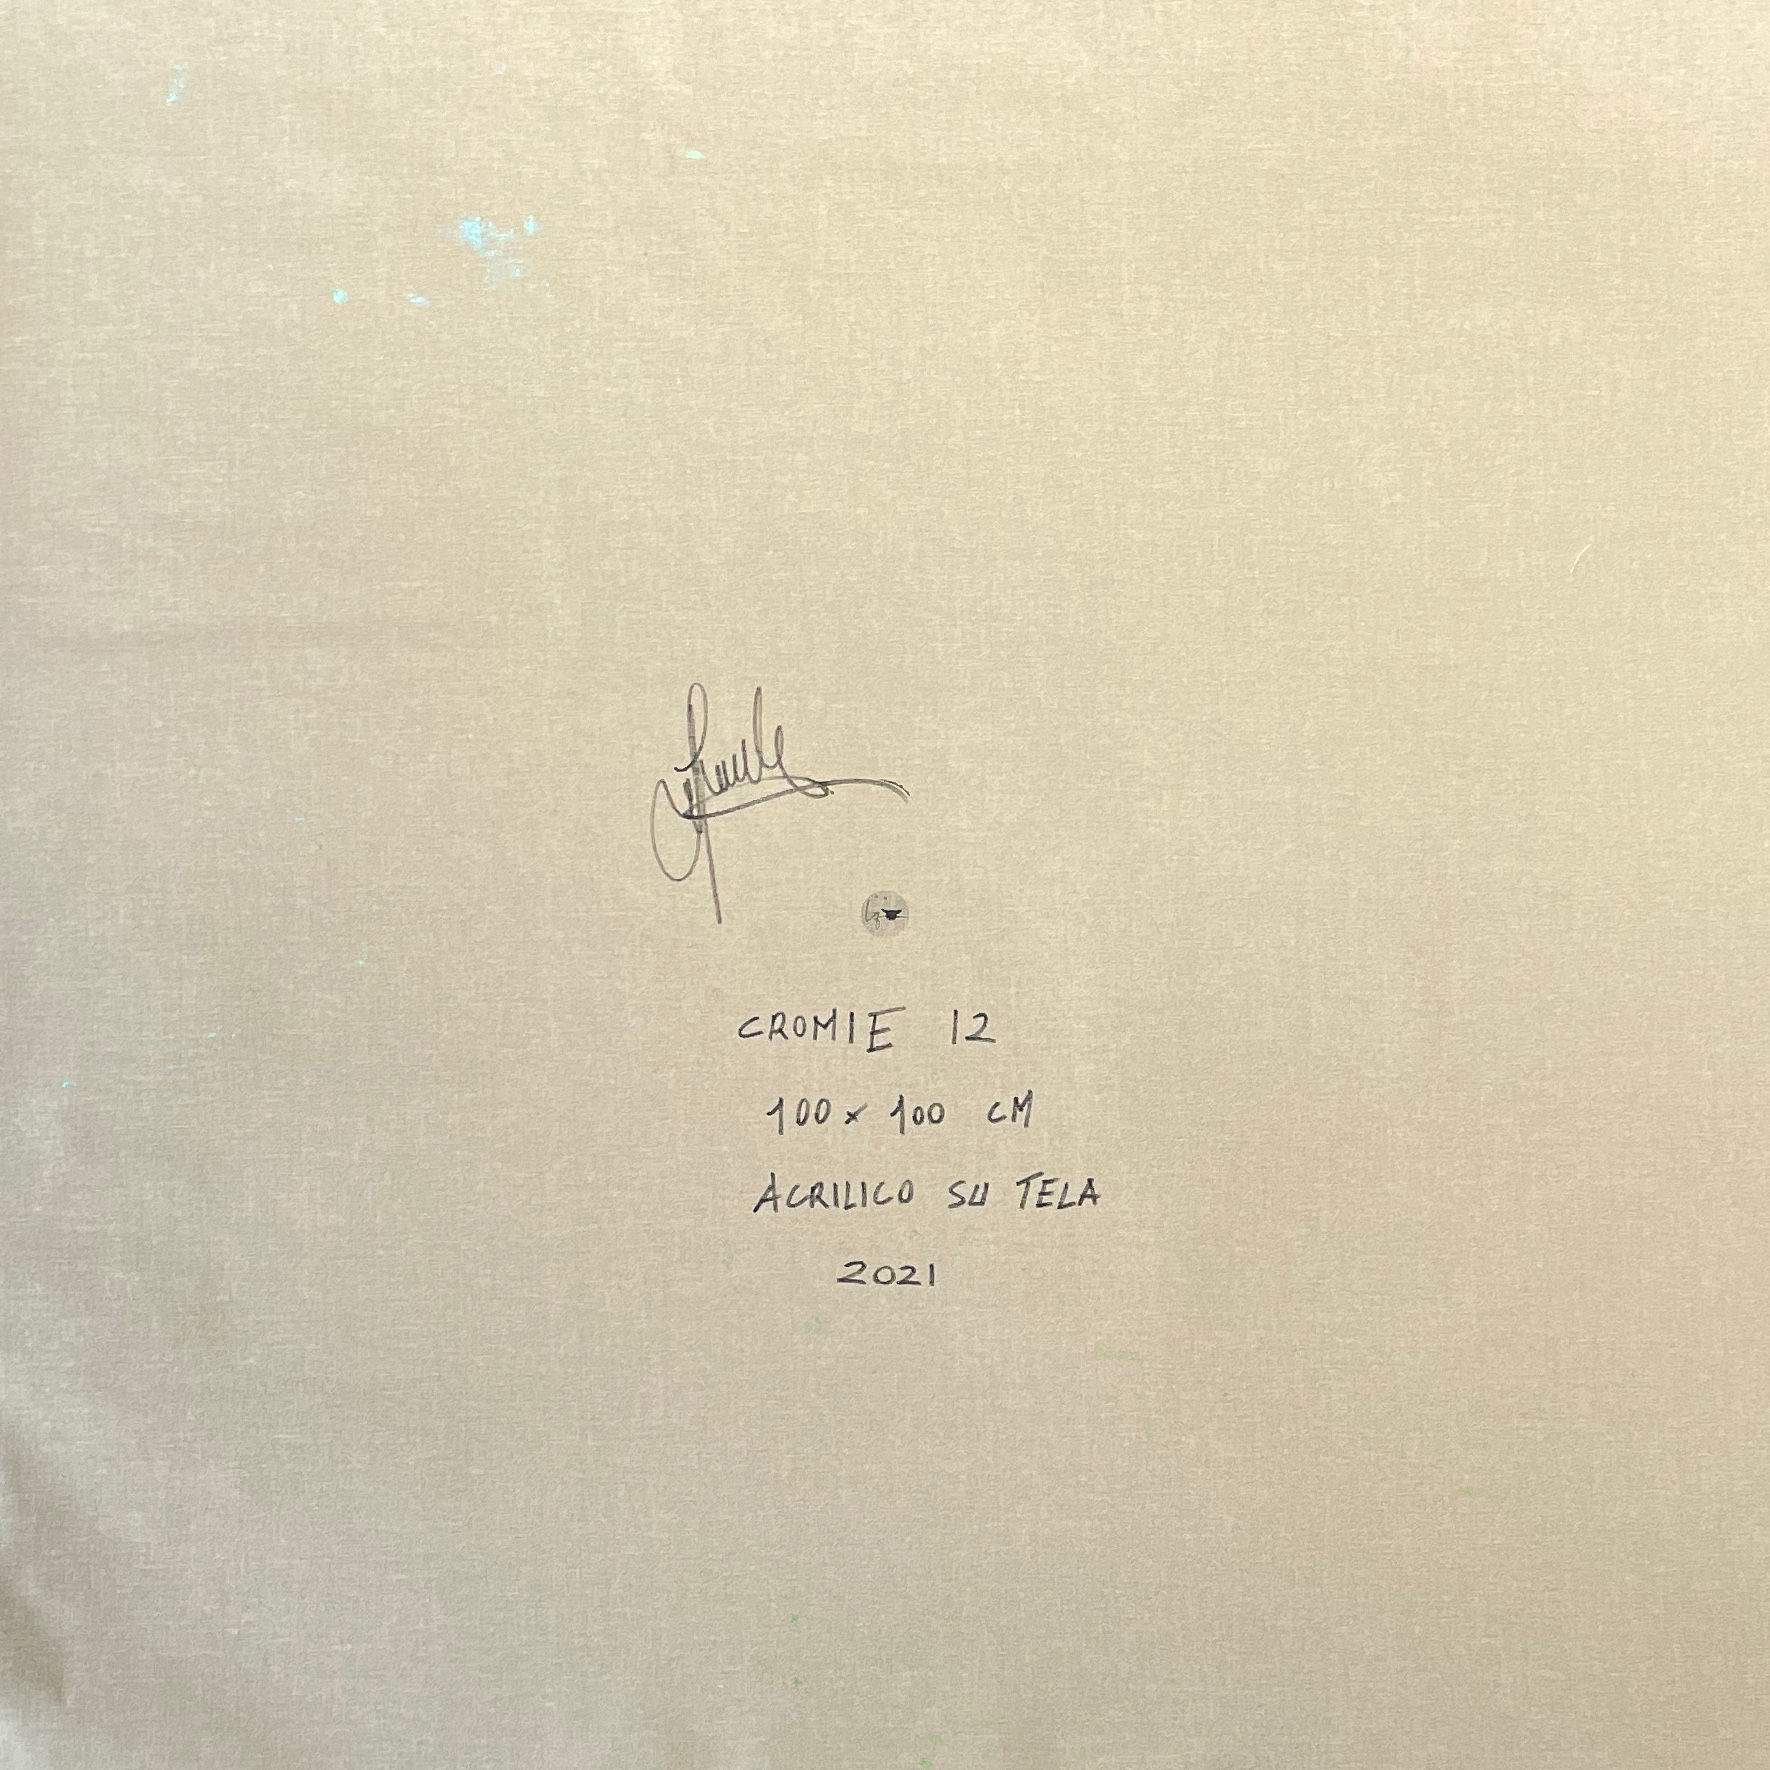 CROMIE 12
100 x 100 CM
ACRILICO SU TELA
2021